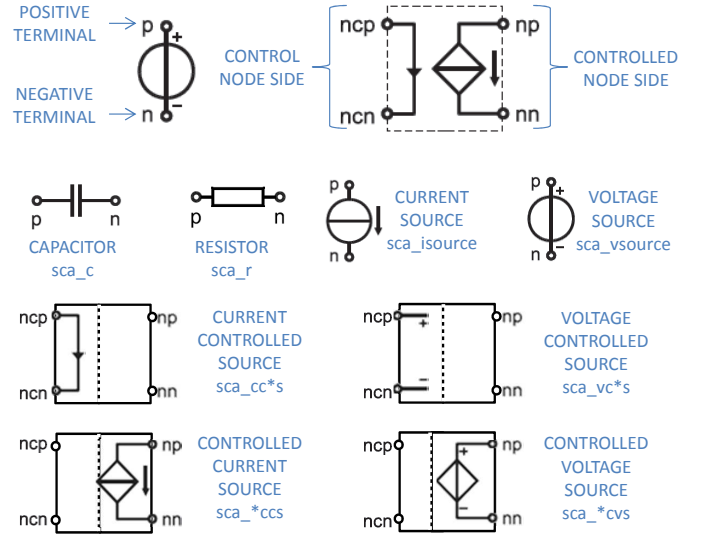 POSITIVE
TERMINAL
p
+
NEGATIVE
TERMINAL
n
−
CONTROL
NODE SIDE
ncp
np
ncn
nn
CONTROLLED
NODE SIDE
p
n
CAPACITOR
sca_c
p
n
RESISTOR
sca_r
p
n
CURRENT
SOURCE
sca_isource
p
+
n
−
VOLTAGE
SOURCE
sca_vsource
ncp
np
ncn
nn
CURRENT
CONTROLLED
SOURCE
sca_cc*s
ncp
+
np
−
ncn
nn
VOLTAGE
CONTROLLED
SOURCE
sca_vc*s
ncp
np
ncn
nn
CONTROLLED
CURRENT
SOURCE
sca_*ccs
ncp
+
np
−
ncn
nn
CONTROLLED
VOLTAGE
SOURCE
sca_*cvs